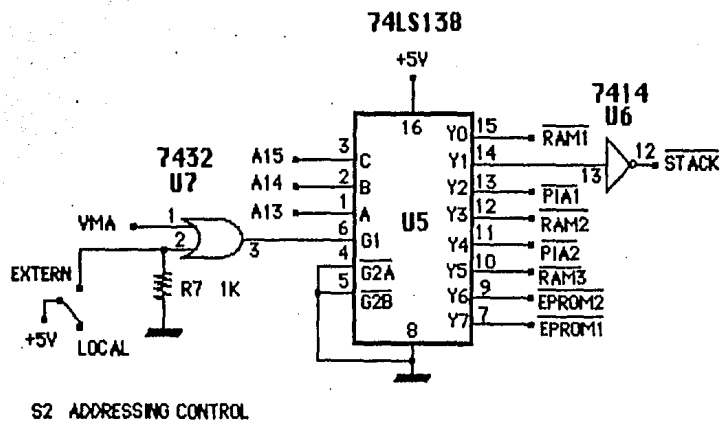 74LS138
+5V
7414
U6
16
3
C
A15
2
B
A14
1
A
A13
7432
U7
VMA
1
2
3
6
G1
4
G2A
5
G2B
U5
8
Y0
15
RAM1
Y1
14
13
12
STACK
Y2
13
PIA1
Y3
12
RAM2
Y4
11
PIA2
Y5
10
RAM3
Y6
9
EPROM2
Y7
7
EPROM1
EXTERN
R7 1K
+5V
LOCAL
S2 ADDRESSING CONTROL